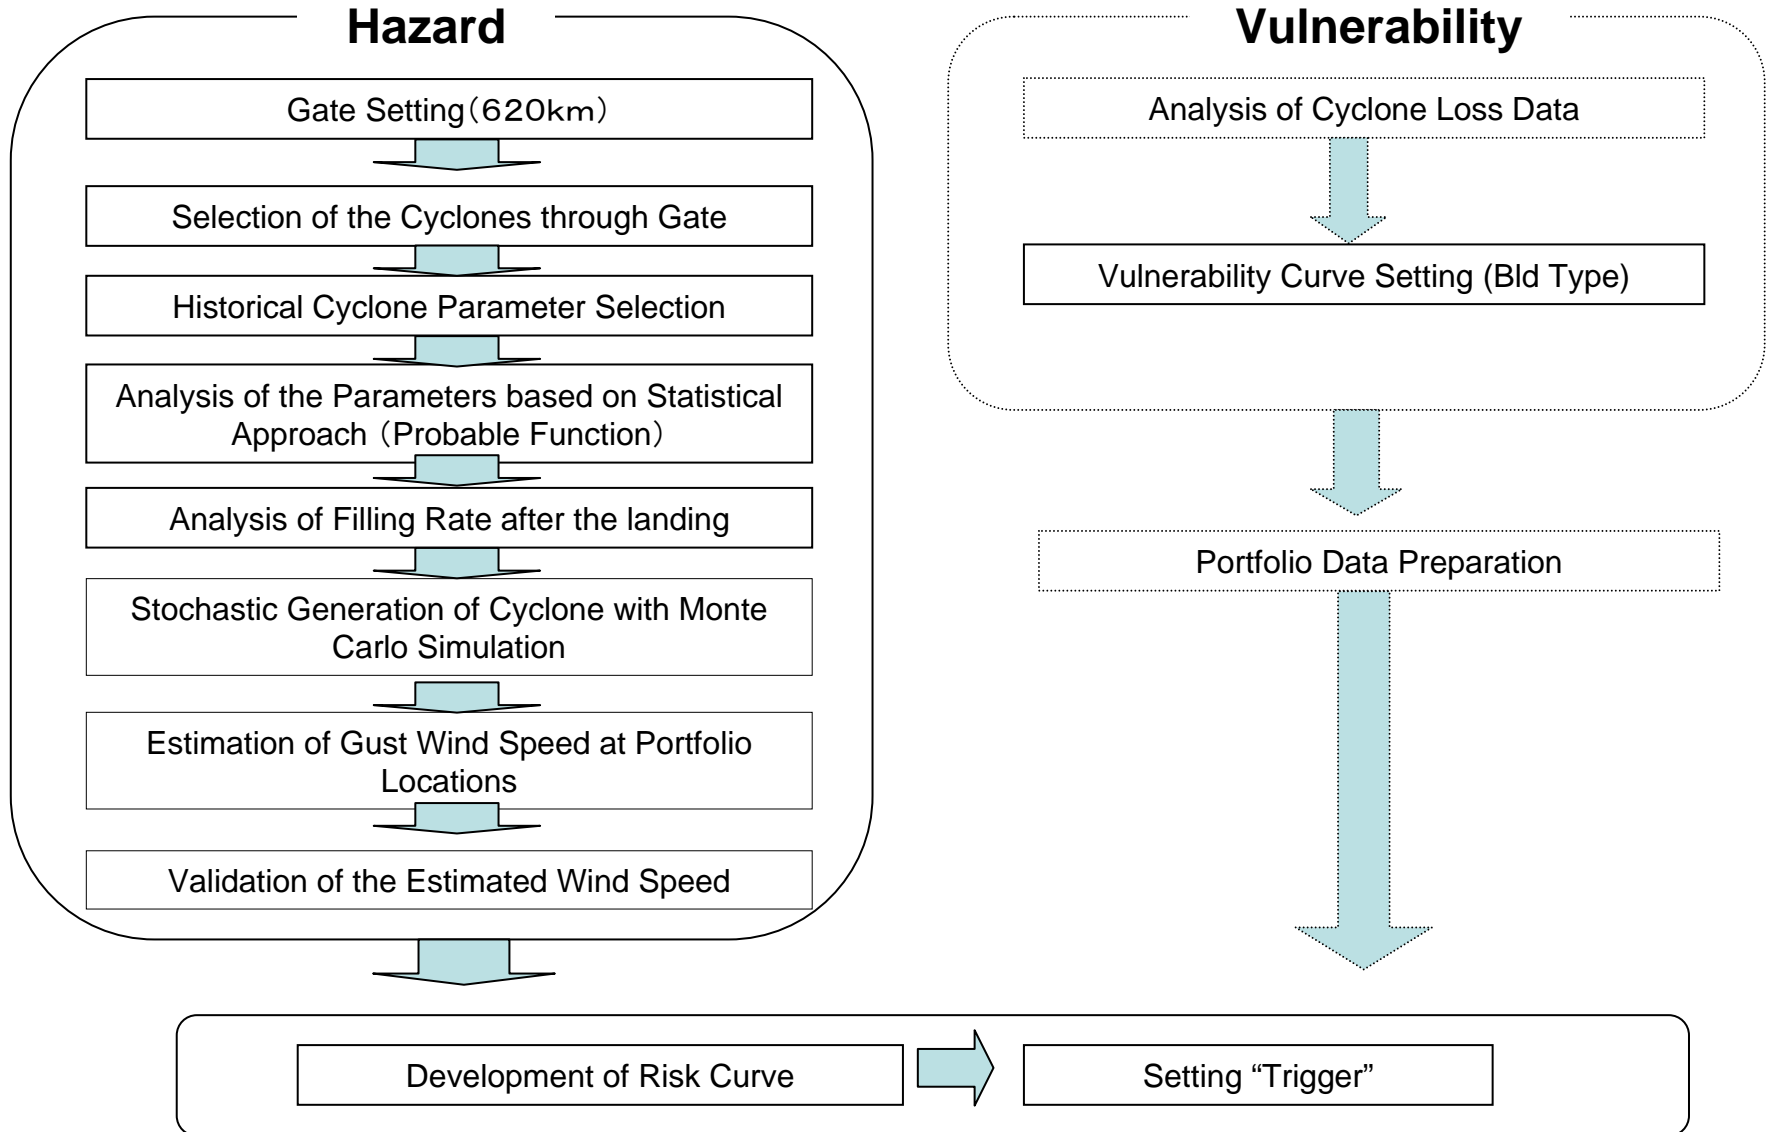 Hazard
Gate Setting（620km）
Selection of the Cyclones through Gate
Historical Cyclone Parameter Selection
Analysis of the Parameters based on Statistical
Approach（Probable Function）
Analysis of Filling Rate after the landing
Stochastic Generation of Cyclone with Monte
Carlo Simulation
Estimation of Gust Wind Speed at Portfolio
Locations
Validation of the Estimated Wind Speed
Vulnerability
Analysis of Cyclone Loss Data
Vulnerability Curve Setting (Bld Type)
Portfolio Data Preparation
Development of Risk Curve
Setting “Trigger”